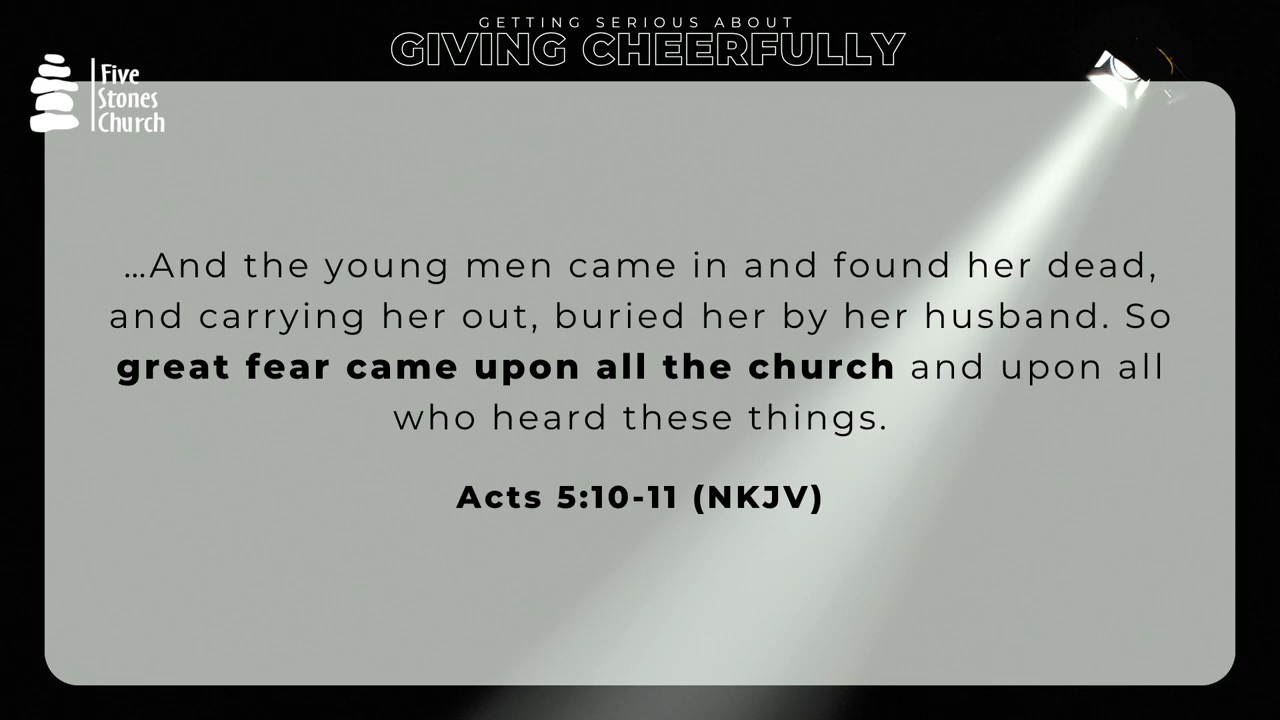 GETTING SERIOUS ABOUT
GIVING CHEERFULLY
Five
Stones
Church
...And the young men came in and found her dead,
and carrying her out, buried her by her husband. So
great fear came upon all the church and upon all
who heard these things.
Acts 5:10-11 (NKJV)